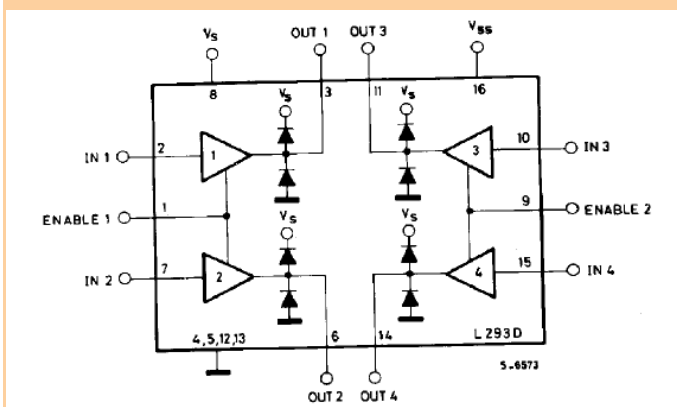 OUT 1 OUT 3
Vs Vss
8 3 11 16
Vs Vs
IN 1 2 1 3 10 IN 3
ENABLE 1 1 9 ENABLE 2
Vs Vs
IN 2 7 2 4 15 IN 4
4,5,12,13 6 14 L293D
5-6573
OUT 2 OUT 4